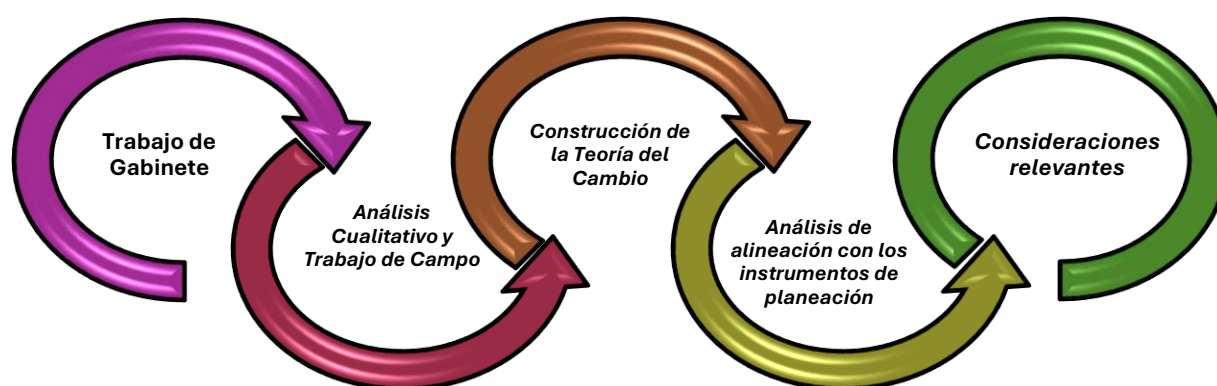 Trabajo de
Gabinete
Análisis
Cualitativo y
Trabajo de Campo
Construcción de
la Teoría del
Cambio
Análisis de
alineación con los
instrumentos de
planeación
Consideraciones
relevantes